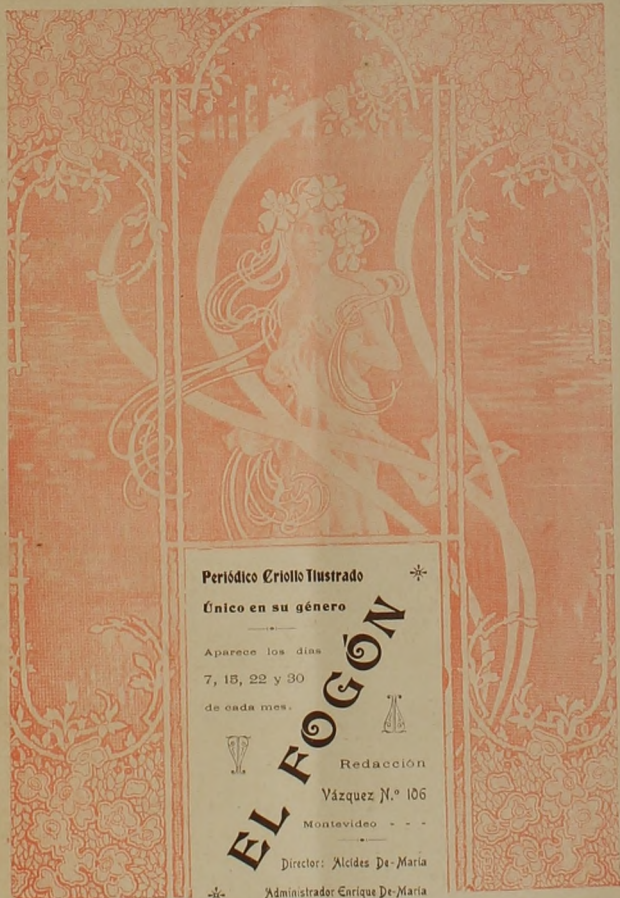 Periódico Criollo Ilustrado
Único en su género
Aparece los días
7, 15, 22 y 30
de cada mes.
EL FOGÓN
Redacción
Vázquez N.º 106
Montevideo - - -
Director: Alcides De-María
Administrador Enrique De-María